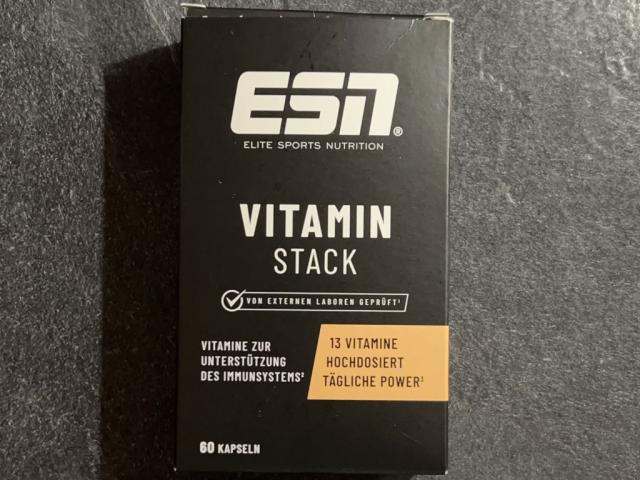 ESN®
ELITE SPORTS NUTRITION
VITAMIN
STACK
VON EXTERNEN LABOREN GEPRÜFT¹
VITAMINE ZUR
UNTERSTÜTZUNG
DES IMMUNSYSTEMS²
13 VITAMINE
HOCHDOSIERT
TÄGLICHE POWER³
60 KAPSELN